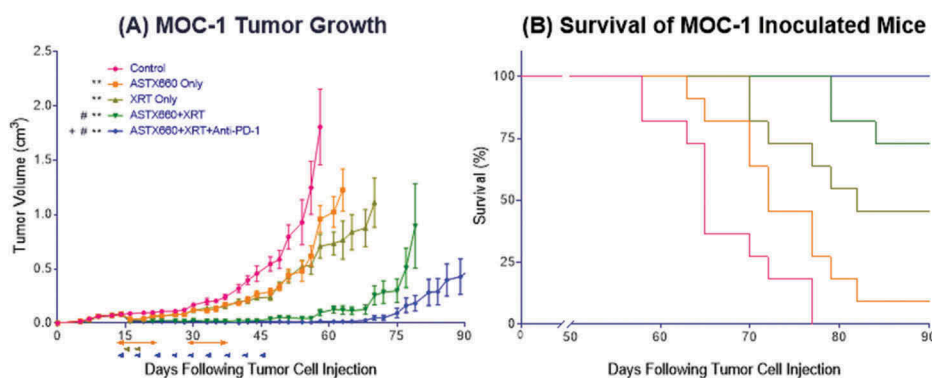 (A) MOC-1 Tumor Growth
2.5
2.0
1.5
1.0
0.5
0.0
Tumor Volume (cm³)
Control
** ASTX660 Only
** XRT Only
# ** ASTX660+XRT
+ # ** ASTX660+XRT+Anti-PD-1
0 15 30 45 60 75 90
Days Following Tumor Cell Injection
(B) Survival of MOC-1 Inoculated Mice
100
75
50
25
0
Survival (%)
0 50 60 70 80 90
Days Following Tumor Cell Injection